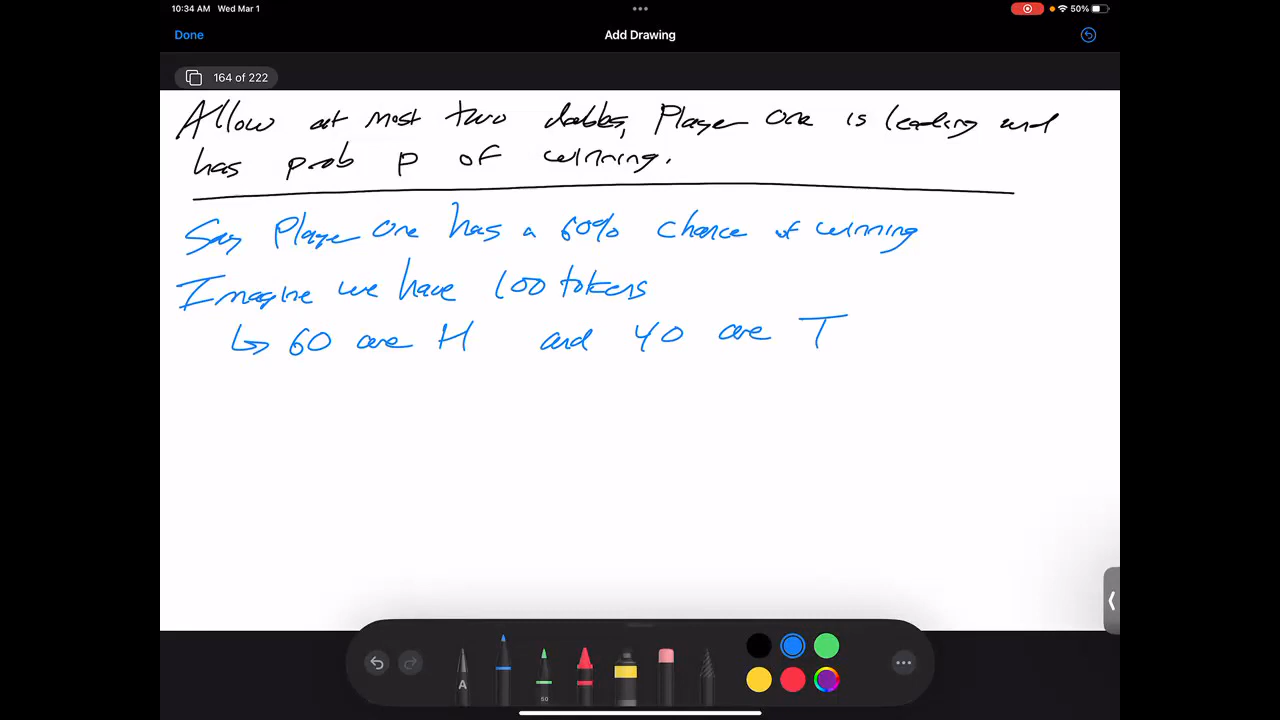 10:34 AM Wed Mar 1
50%
Done
Add Drawing
164 of 222
Allow at most two doubles, Player One is leading and
has prob p of winning.
Say Player One has a 60% chance of winning
Imagine we have 100 tokens
↳ 60 are H and 40 are T
A
50